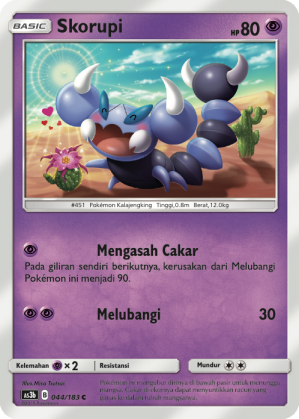 BASIC
Skorupi
HP80
#451 Pokémon Kalajengking Tinggi,0.8m Berat,12.0kg
Mengasah Cakar
Pada giliran sendiri berikutnya, kerusakan dari Melubangi
Pokémon ini menjadi 90.
Melubangi 30
Kelemahan ×2 Resistansi Mundur
AS3b D 044/183 C